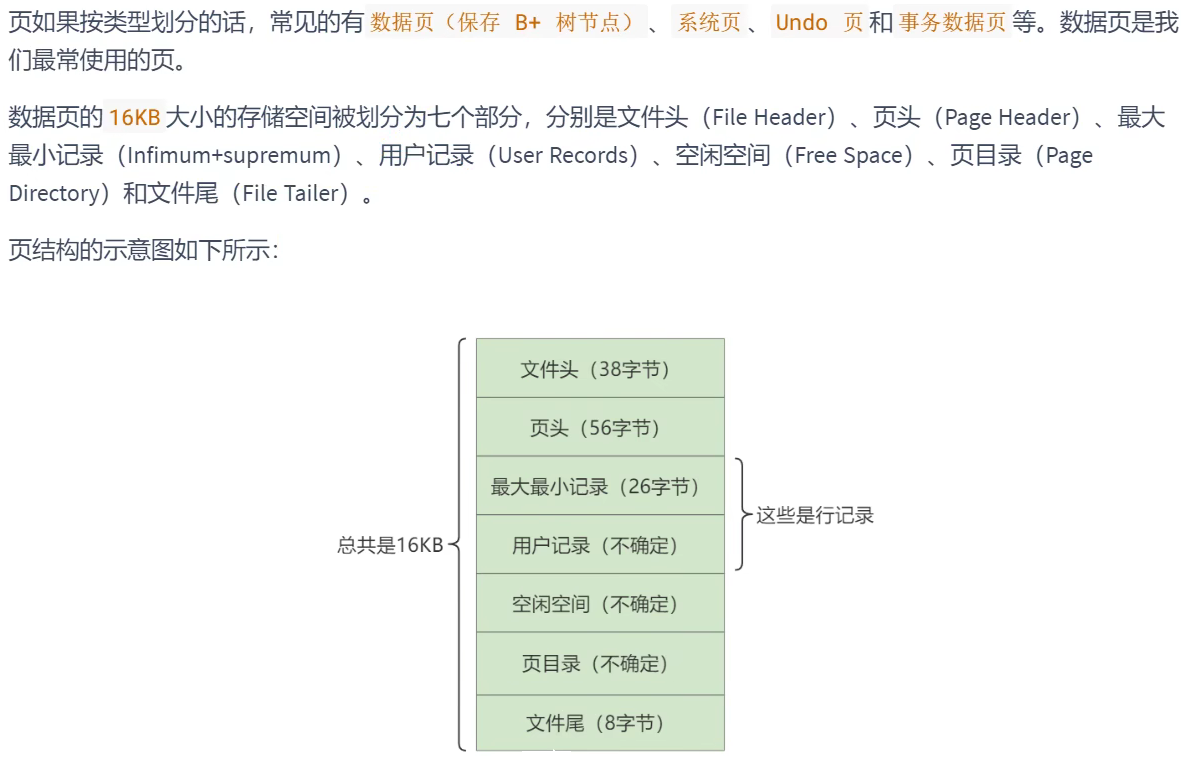 页如果按类型划分的话，常见的有 数据页（保存 B+ 树节点）、系统页、Undo 页 和 事务数据页 等。数据页是我
们最常使用的页。
数据页的 16KB 大小的存储空间被划分为七个部分，分别是文件头（File Header）、页头（Page Header）、最大
最小记录（Infimum+supremum）、用户记录（User Records）、空闲空间（Free Space）、页目录（Page
Directory）和文件尾（File Tailer）。
页结构的示意图如下所示：
文件头（38字节）
页头（56字节）
最大最小记录（26字节）
这些是行记录
总共是16KB
用户记录（不确定）
空闲空间（不确定）
页目录（不确定）
文件尾（8字节）